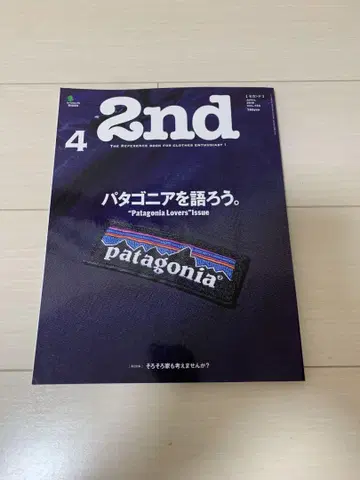 2nd
4
THE REFERENCE BOOK FOR CLOTHES ENTHUSIAST!
パタゴニアを語ろう。
"Patagonia Lovers" Issue
patagonia
そろそろ家も考えませんか?